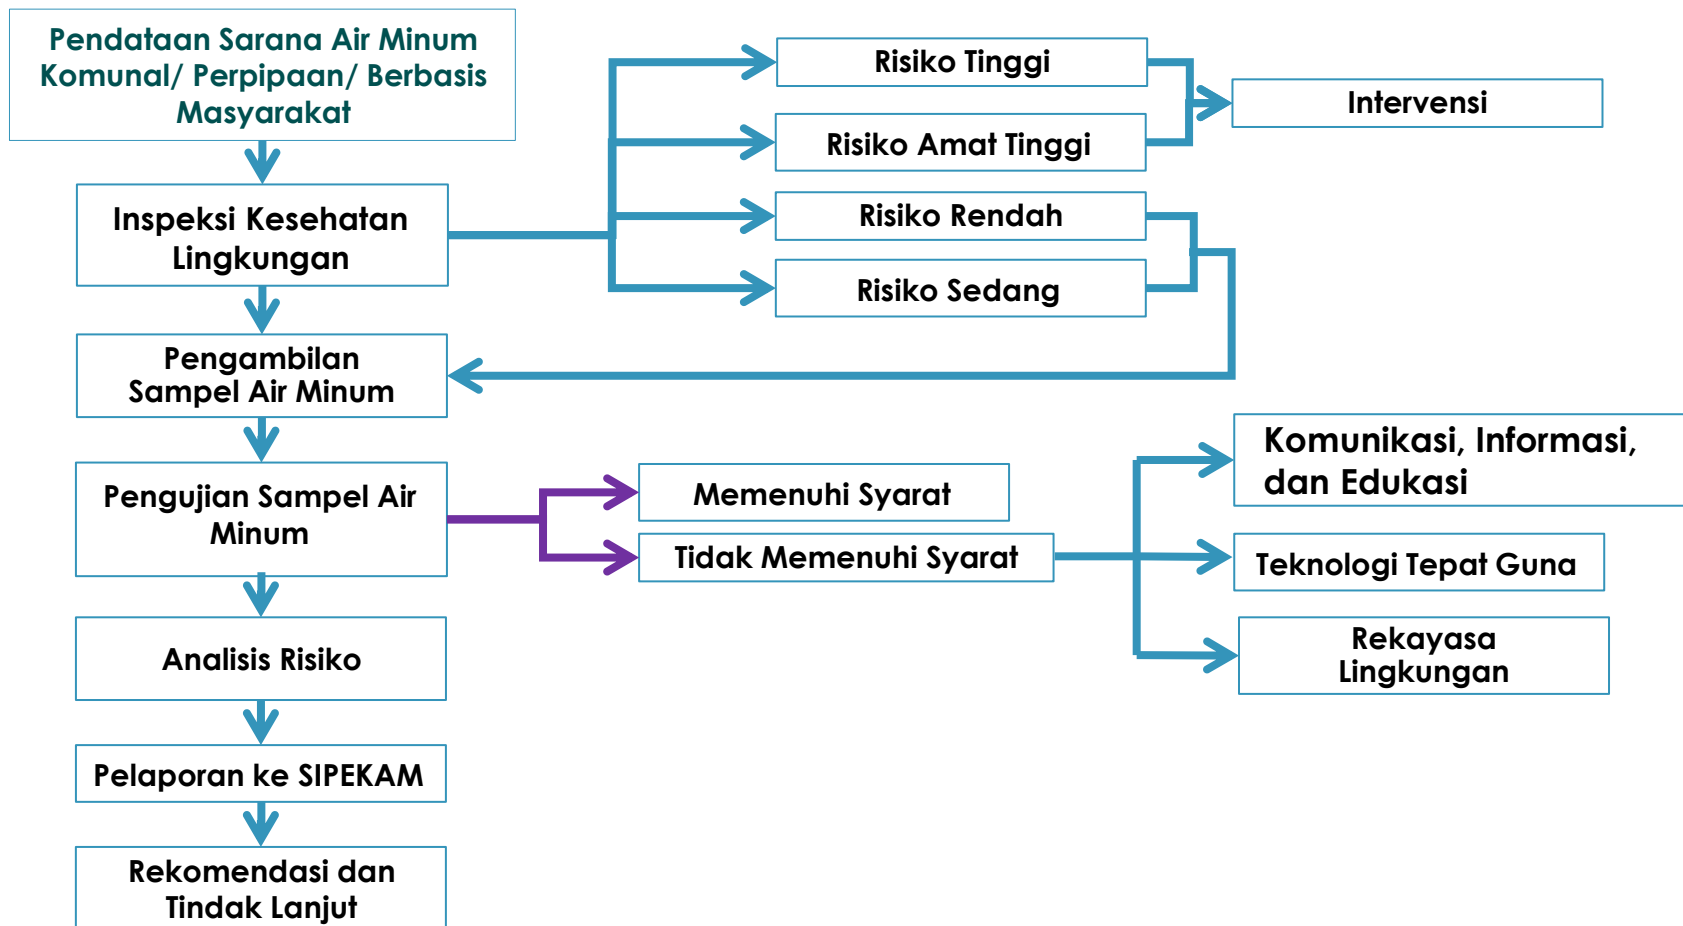 Pendataan Sarana Air Minum
Komunal/ Perpipaan/ Berbasis
Masyarakat
Inspeksi Kesehatan
Lingkungan
Risiko Tinggi
Risiko Amat Tinggi
Risiko Rendah
Risiko Sedang
Intervensi
Pengambilan
Sampel Air Minum
Pengujian Sampel Air
Minum
Memenuhi Syarat
Tidak Memenuhi Syarat
Komunikasi, Informasi,
dan Edukasi
Teknologi Tepat Guna
Rekayasa
Lingkungan
Analisis Risiko
Pelaporan ke SIPEKAM
Rekomendasi dan
Tindak Lanjut